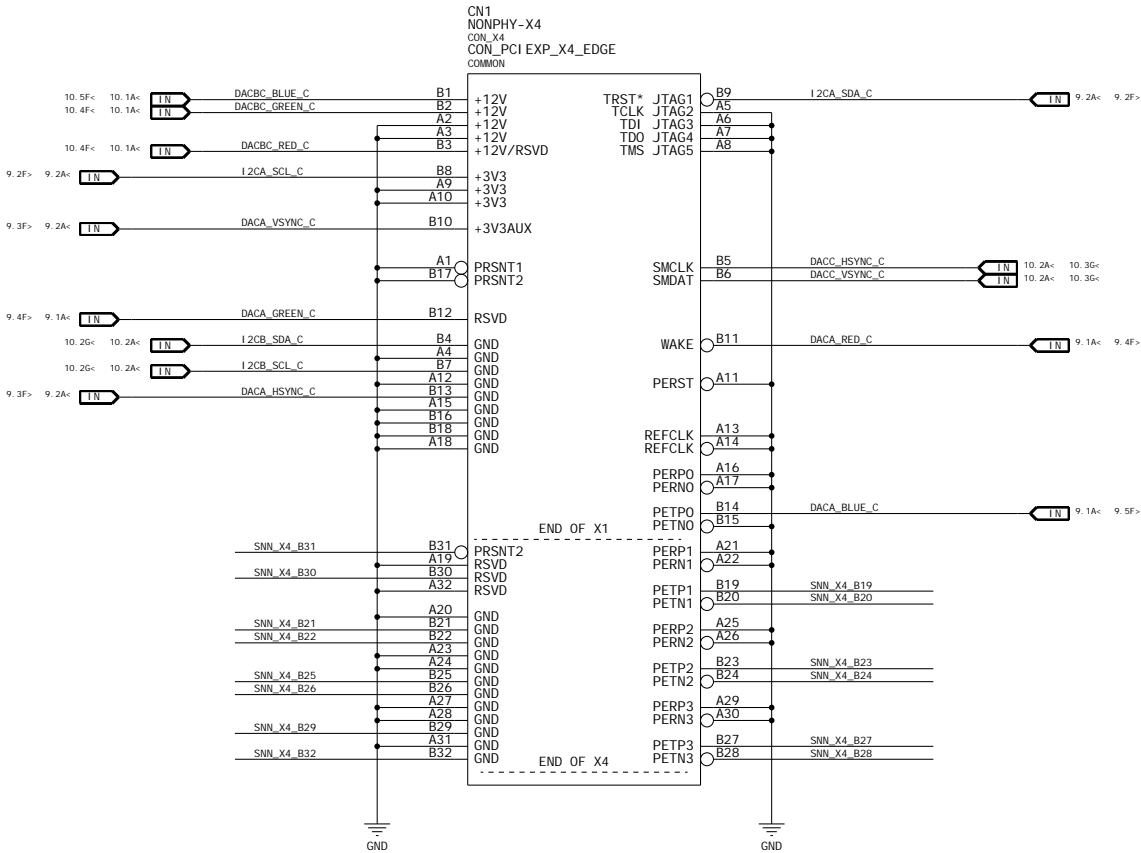 CN1
NONPHY-X4
CON_X4
CON_PCIEXP_X4_EDGE
COMMON
10.5F< 10.1A< IN DACBC_BLUE_C B1 +12V
10.4F< 10.1A< IN DACBC_GREEN_C B2 +12V
A2 +12V
A3 +12V
10.4F< 10.1A< IN DACBC_RED_C B3 +12V/RSVD
9.2F> 9.2A< IN I2CA_SCL_C B8 +3V3
A9 +3V3
A10 +3V3
9.3F> 9.2A< IN DACA_VSYNC_C B10 +3V3AUX
A1 PRSNT1
B17 PRSNT2
9.4F> 9.1A< IN DACA_GREEN_C B12 RSVD
10.2G< 10.2A< IN I2CB_SDA_C B4 GND
A4 GND
10.2G< 10.2A< IN I2CB_SCL_C B7 GND
A12 GND
9.3F> 9.2A< IN DACA_HSYNC_C B13 GND
A15 GND
B16 GND
B18 GND
A18 GND
TRST* JTAG1 B9 I2CA_SDA_C IN 9.2A< 9.2F>
TCLK JTAG2 A5
TDI JTAG3 A6
TDO JTAG4 A7
TMS JTAG5 A8
SMCLK B5 DACC_HSYNC_C IN 10.2A< 10.3G<
SMDAT B6 DACC_VSYNC_C IN 10.2A< 10.3G<
WAKE B11 DACA_RED_C IN 9.1A< 9.4F>
PERST A11
REFCLK A13
REFCLK A14
PERP0 A16
PERN0 A17
PETP0 B14 DACA_BLUE_C IN 9.1A< 9.5F>
PETN0 B15
END OF X1
SNN_X4_B31 B31 PRSNT2
A19 RSVD
SNN_X4_B30 B30 RSVD
A32 RSVD
A20 GND
SNN_X4_B21 B21 GND
SNN_X4_B22 B22 GND
A23 GND
A24 GND
SNN_X4_B25 B25 GND
SNN_X4_B26 B26 GND
A27 GND
A28 GND
SNN_X4_B29 B29 GND
A31 GND
SNN_X4_B32 B32 GND
PERP1 A21
PERN1 A22
PETP1 B19 SNN_X4_B19
PETN1 B20 SNN_X4_B20
PERP2 A25
PERN2 A26
PETP2 B23 SNN_X4_B23
PETN2 B24 SNN_X4_B24
PERP3 A29
PERN3 A30
PETP3 B27 SNN_X4_B27
PETN3 B28 SNN_X4_B28
END OF X4
GND
GND